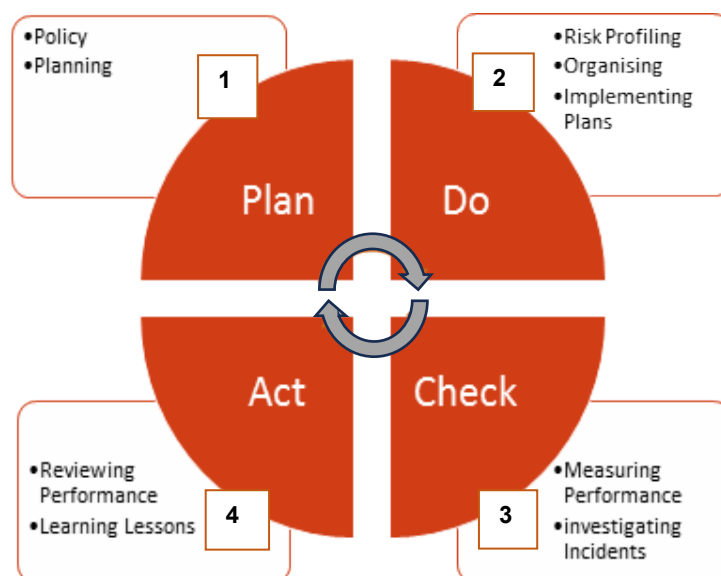 •Policy
•Planning
1
Plan
•Risk Profiling
•Organising
•Implementing
Plans
2
Do
•Measuring
Performance
•investigating
Incidents
3
Check
•Reviewing
Performance
•Learning Lessons
4
Act